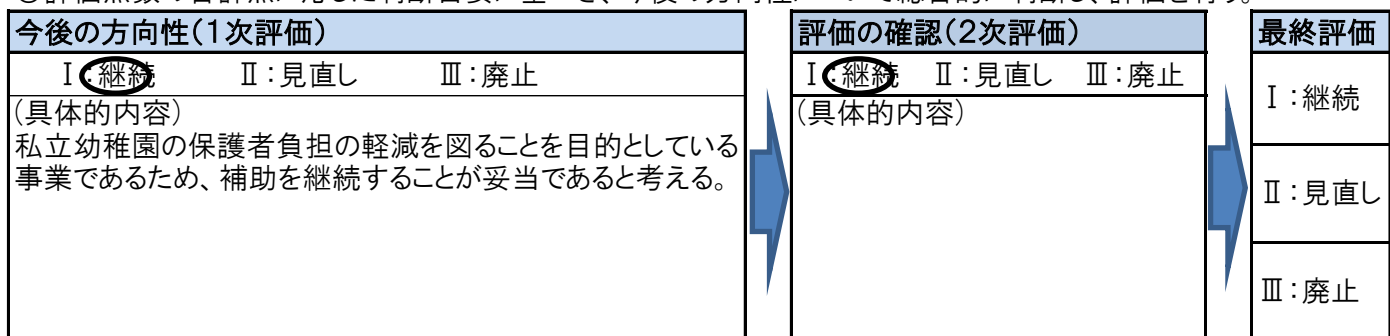 今後の方向性(1次評価)
Ⅰ:継続 Ⅱ:見直し Ⅲ:廃止
(具体的内容)
私立幼稚園の保護者負担の軽減を図ることを目的としている
事業であるため、補助を継続することが妥当であると考える。
評価の確認(2次評価)
Ⅰ:継続 Ⅱ:見直し Ⅲ:廃止
(具体的内容)
最終評価
Ⅰ:継続
Ⅱ:見直し
Ⅲ:廃止